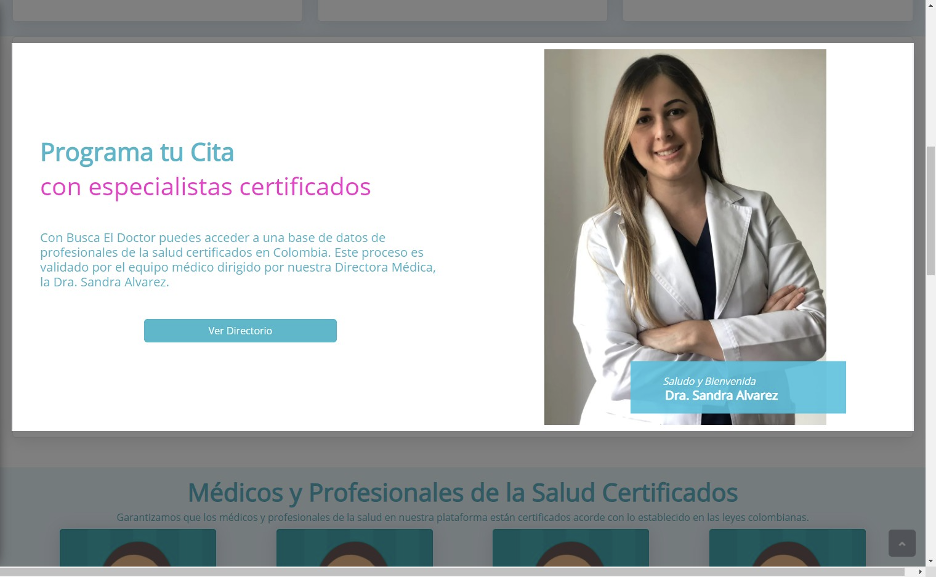 Programa tu Cita
con especialistas certificados
Con Busca El Doctor puedes acceder a una base de datos de
profesionales de la salud certificados en Colombia. Este proceso es
validado por el equipo médico dirigido por nuestra Directora Médica,
la Dra. Sandra Alvarez.
Ver Directorio
Saludo y Bienvenida
Dra. Sandra Alvarez
Médicos y Profesionales de la Salud Certificados
Garantizamos que los médicos y profesionales de la salud en nuestra plataforma están certificados acorde con lo establecido en las leyes colombianas.